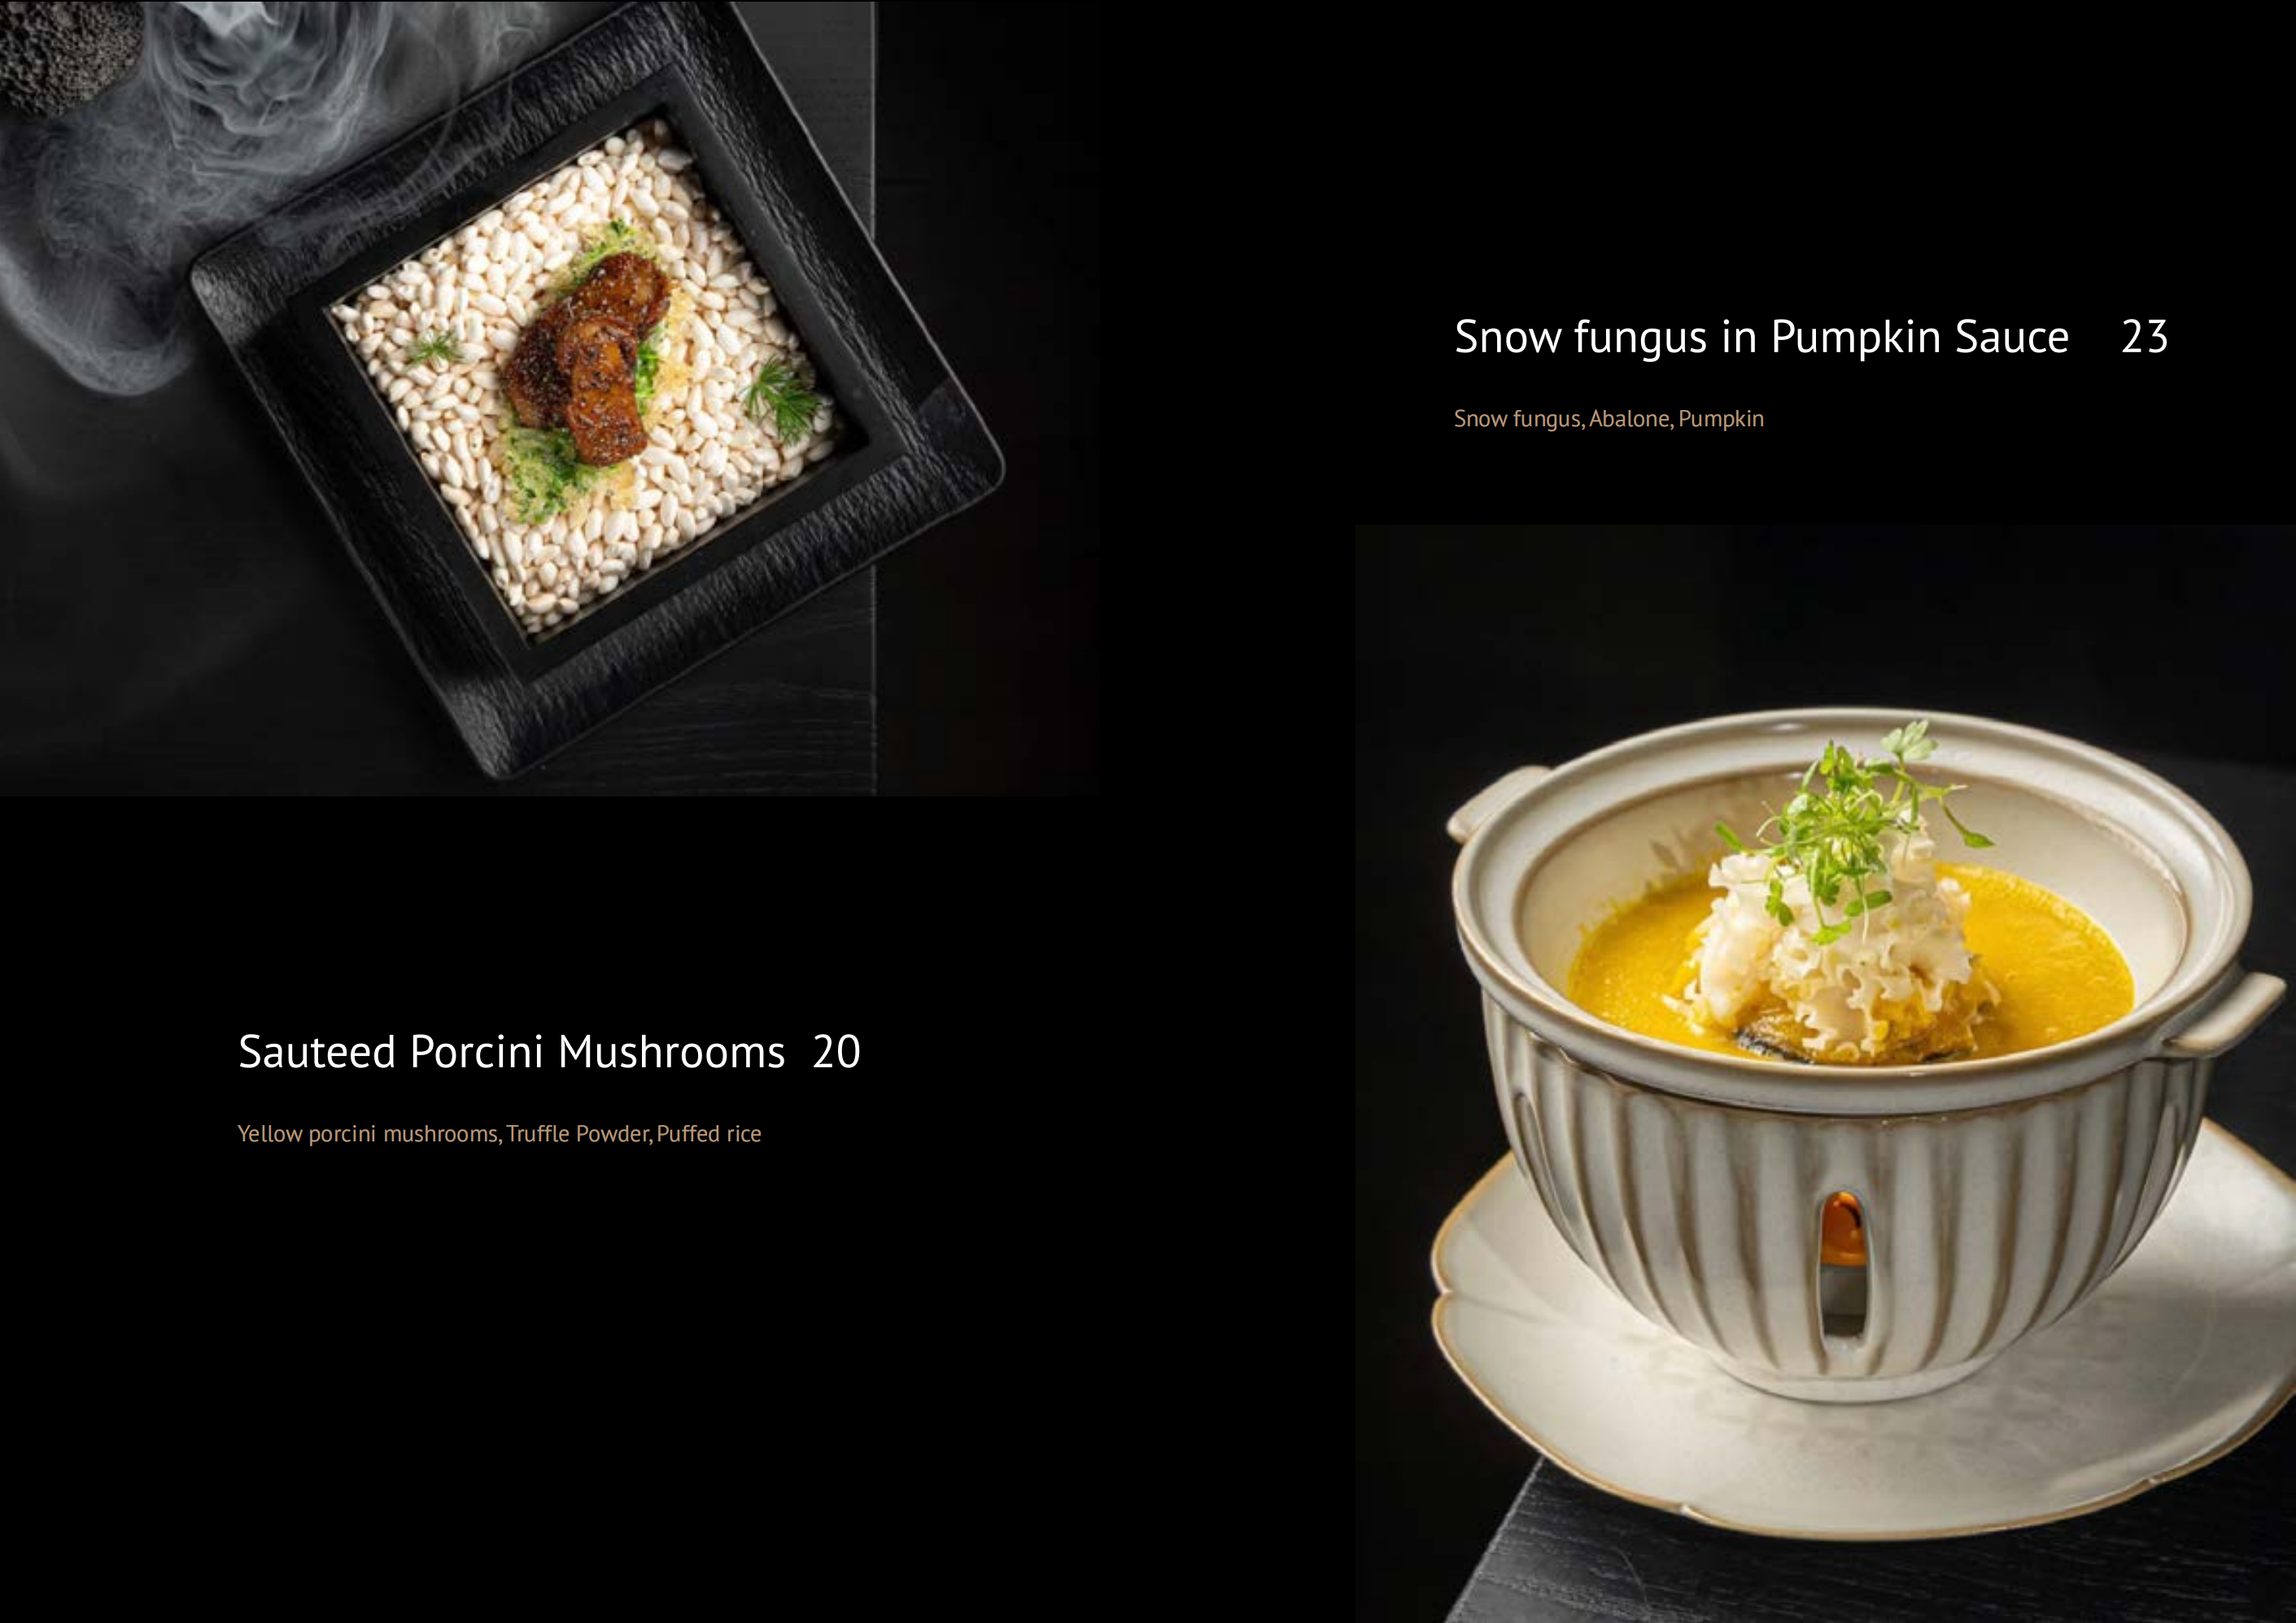 Sauteed Porcini Mushrooms 20
Yellow porcini mushrooms, Truffle Powder, Puffed rice
Snow fungus in Pumpkin Sauce 23
Snow fungus, Abalone, Pumpkin